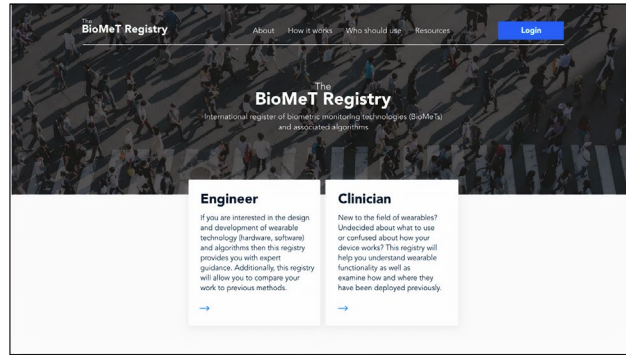 The
BioMeT Registry
About How it works Who should use Resources
Login
The
BioMeT Registry
International register of biometric monitoring technologies (BioMeTs)
and associated algorithms
Engineer
If you are interested in the design
and development of wearable
technology (hardware, software)
and algorithms then this registry
provides you with expert
guidance. Additionally, this registry
will allow you to compare your
work to previous methods.
Clinician
New to the field of wearables?
Undecided about what to use
or confused about how your
device works? This registry will
help you understand wearable
functionality as well as
examine how and where they
have been deployed previously.